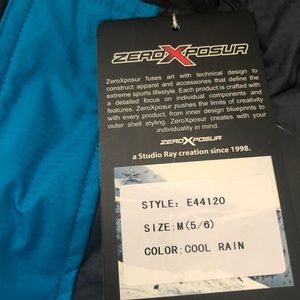 ZEROXPOSUR
ZeroXposur fuses art with technical design to
construct apparel and accessories that define the
extreme sports lifestyle. Each product is crafted with
a detailed focus on individual components and
features. ZeroXposur pushes the limits of creativity
with every product, from inner design blueprints to
outer shell styling. ZeroXposur creates with your
individuality in mind.
ZEROXPOSUR
a Studio Ray creation since 1998.
STYLE: E44120
SIZE:M(5/6)
COLOR:COOL RAIN